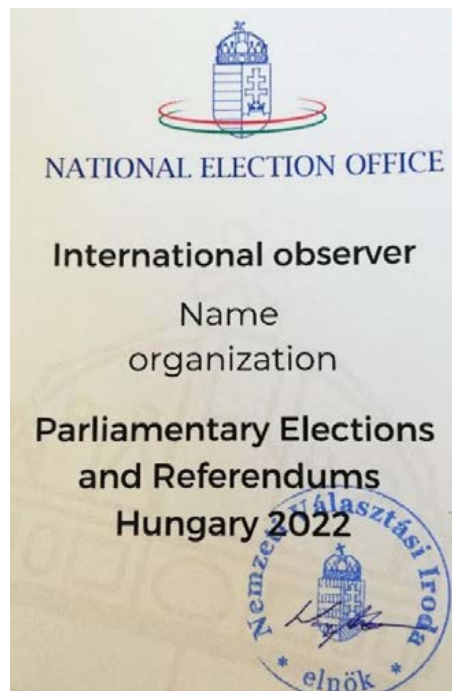 NATIONAL ELECTION OFFICE
International observer
Name
organization
Parliamentary Elections
and Referendums
Hungary 2022
Nemzeti Választási Iroda
* elnök *